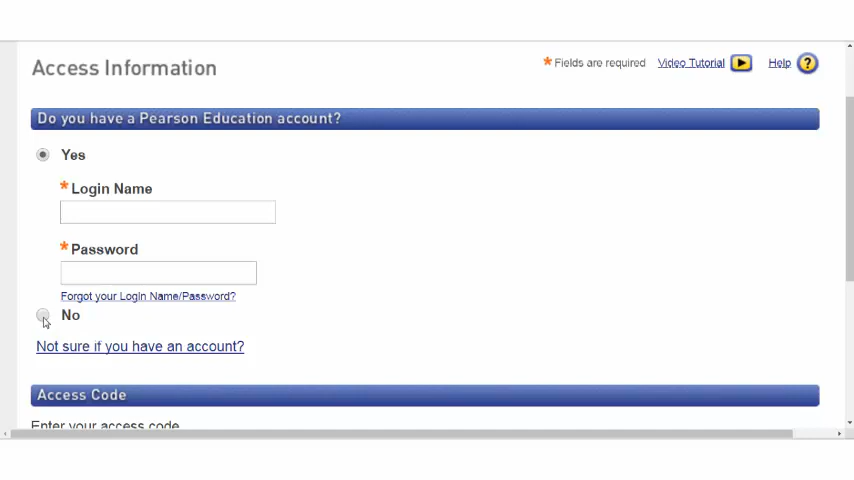 Access Information
* Fields are required Video Tutorial Help ?
Do you have a Pearson Education account?
Yes
* Login Name
* Password
Forgot your Login Name/Password?
No
Not sure if you have an account?
Access Code
Enter your access code